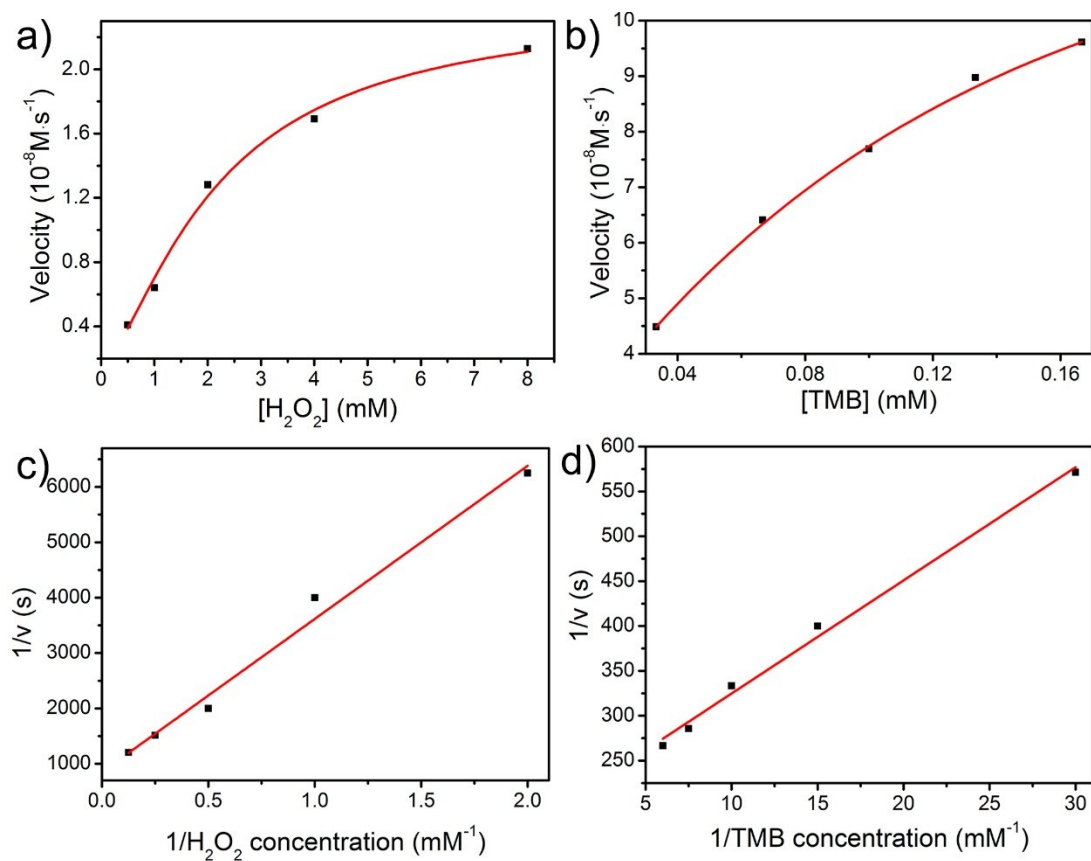 a)
Velocity (10⁻⁸M·s⁻¹)
2.0
1.6
1.2
0.8
0.4
0 1 2 3 4 5 6 7 8
[H₂O₂] (mM)
b)
Velocity (10⁻⁸M·s⁻¹)
10
9
8
7
6
5
4
0.04 0.08 0.12 0.16
[TMB] (mM)
c)
1/v (s)
6000
5000
4000
3000
2000
1000
0.0 0.5 1.0 1.5 2.0
1/H₂O₂ concentration (mM⁻¹)
d)
1/v (s)
600
550
500
450
400
350
300
250
5 10 15 20 25 30
1/TMB concentration (mM⁻¹)